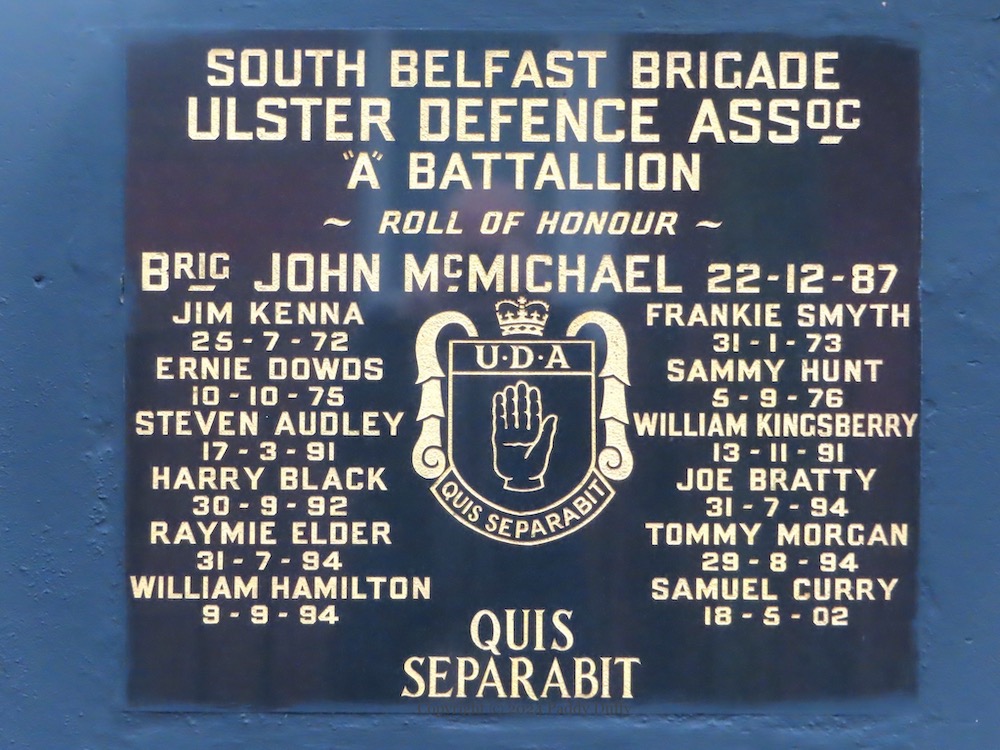 SOUTH BELFAST BRIGADE
ULSTER DEFENCE ASSOC
"A" BATTALLION
~ ROLL OF HONOUR ~
BRIG JOHN McMICHAEL 22-12-87
JIM KENNA
25-7-72
ERNIE DOWDS
10-10-75
STEVEN AUDLEY
17-3-91
HARRY BLACK
30-9-92
RAYMIE ELDER
31-7-94
WILLIAM HAMILTON
9-9-94
U·D·A
QUIS SEPARABIT
FRANKIE SMYTH
31-1-73
SAMMY HUNT
5-9-76
WILLIAM KINGSBERRY
13-11-91
JOE BRATTY
31-7-94
TOMMY MORGAN
29-8-94
SAMUEL CURRY
18-5-02
QUIS
SEPARABIT